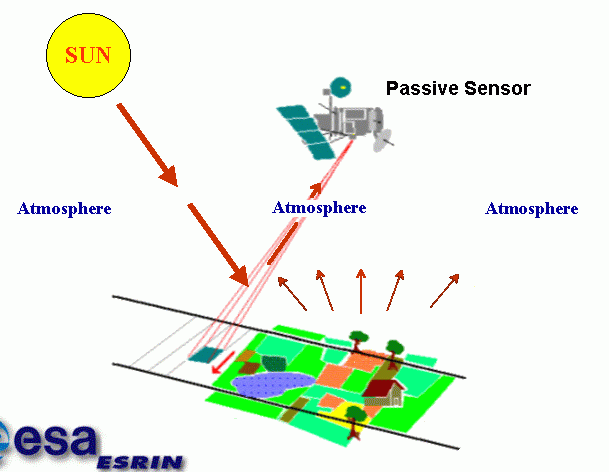 SUN
Passive Sensor
Atmosphere
Atmosphere
Atmosphere
esa
ESRIN